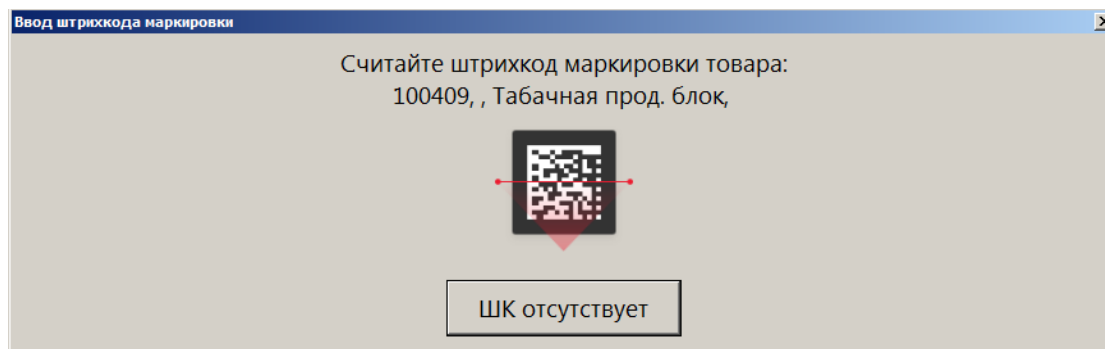 Ввод штрихкода маркировки
Считайте штрихкод маркировки товара:
100409, , Табачная прод. блок,
ШК отсутствует